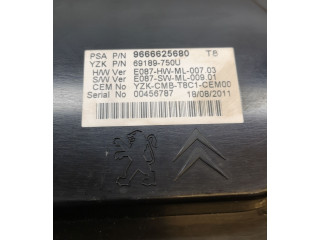 PSA P/N 9666625680 T8
YZK P/N 69189-750U
H/W Ver E087-HW-ML-007.03
S/W Ver E087-SW-ML-009.01
CEM No YZK-CMB-T8C1-CEM00
Serial No 00456787 18/08/2011